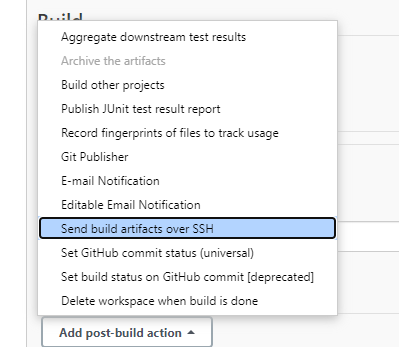 Build
Aggregate downstream test results
Archive the artifacts
Build other projects
Publish JUnit test result report
Record fingerprints of files to track usage
Git Publisher
E-mail Notification
Editable Email Notification
Send build artifacts over SSH
Set GitHub commit status (universal)
Set build status on GitHub commit [deprecated]
Delete workspace when build is done
Add post-build action